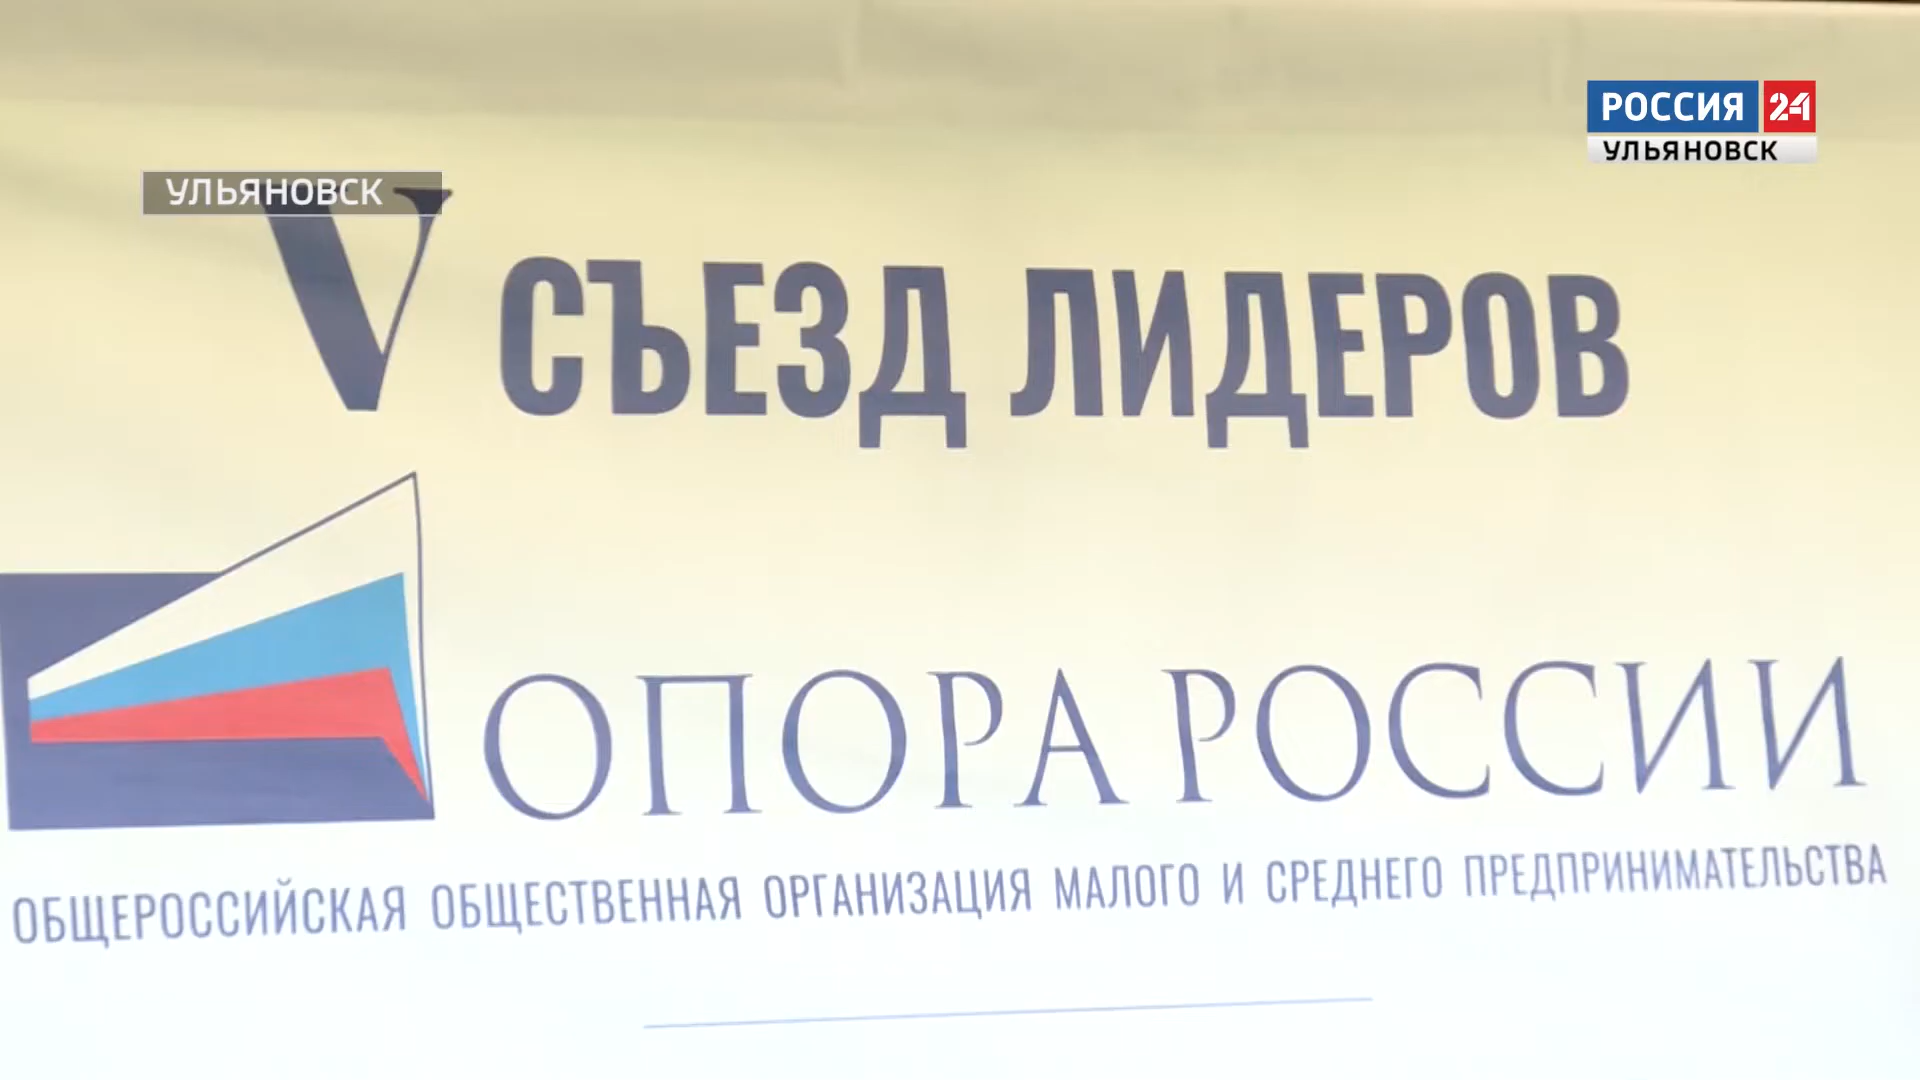 РОССИЯ 24
УЛЬЯНОВСК
УЛЬЯНОВСК
V СЪЕЗД ЛИДЕРОВ
ОПОРА РОССИИ
ОБЩЕРОССИЙСКАЯ ОБЩЕСТВЕННАЯ ОРГАНИЗАЦИЯ МАЛОГО И СРЕДНЕГО ПРЕДПРИНИМАТЕЛЬСТВА